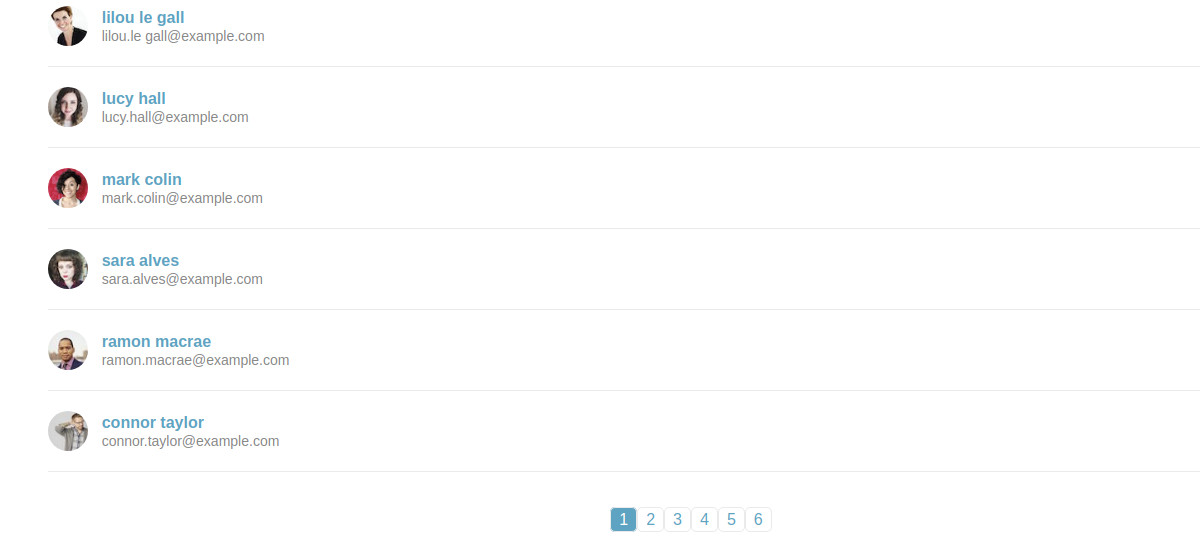 lilou le gall
lilou.le gall@example.com
lucy hall
lucy.hall@example.com
mark colin
mark.colin@example.com
sara alves
sara.alves@example.com
ramon macrae
ramon.macrae@example.com
connor taylor
connor.taylor@example.com
1 2 3 4 5 6